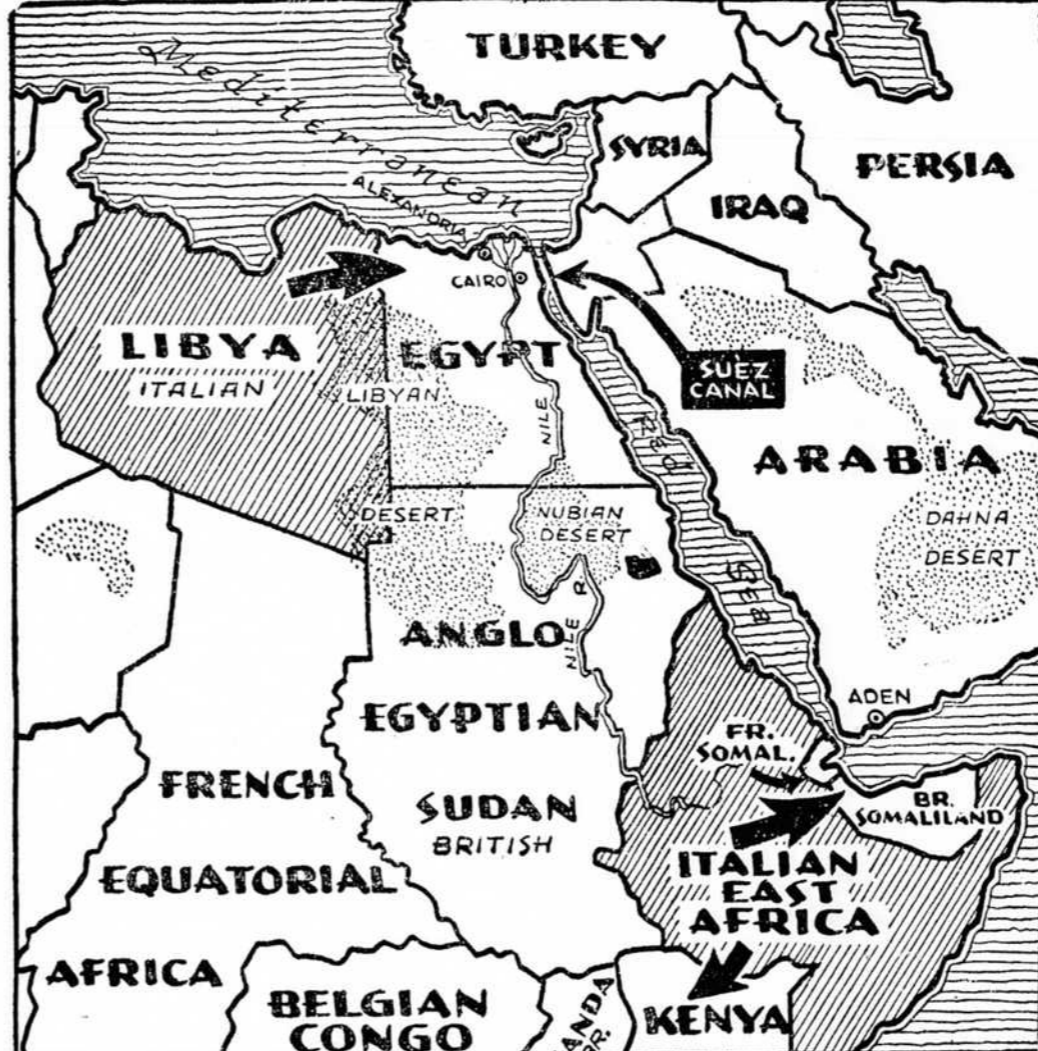 TURKEY
Mediterranean
SYRIA
PERSIA
IRAQ
ALEXANDRIA
CAIRO
LIBYA
ITALIAN
EGYPT
SUEZ
CANAL
LIBYAN
NILE
RED
ARABIA
DESERT
NUBIAN
DESERT
DAHNA
DESERT
SEA
NILE R
ANGLO
EGYPTIAN
SUDAN
BRITISH
ADEN
FR.
SOMAL.
BR.
SOMALILAND
FRENCH
EQUATORIAL
AFRICA
ITALIAN
EAST
AFRICA
BELGIAN
CONGO
ANDA
BR.
KENYA